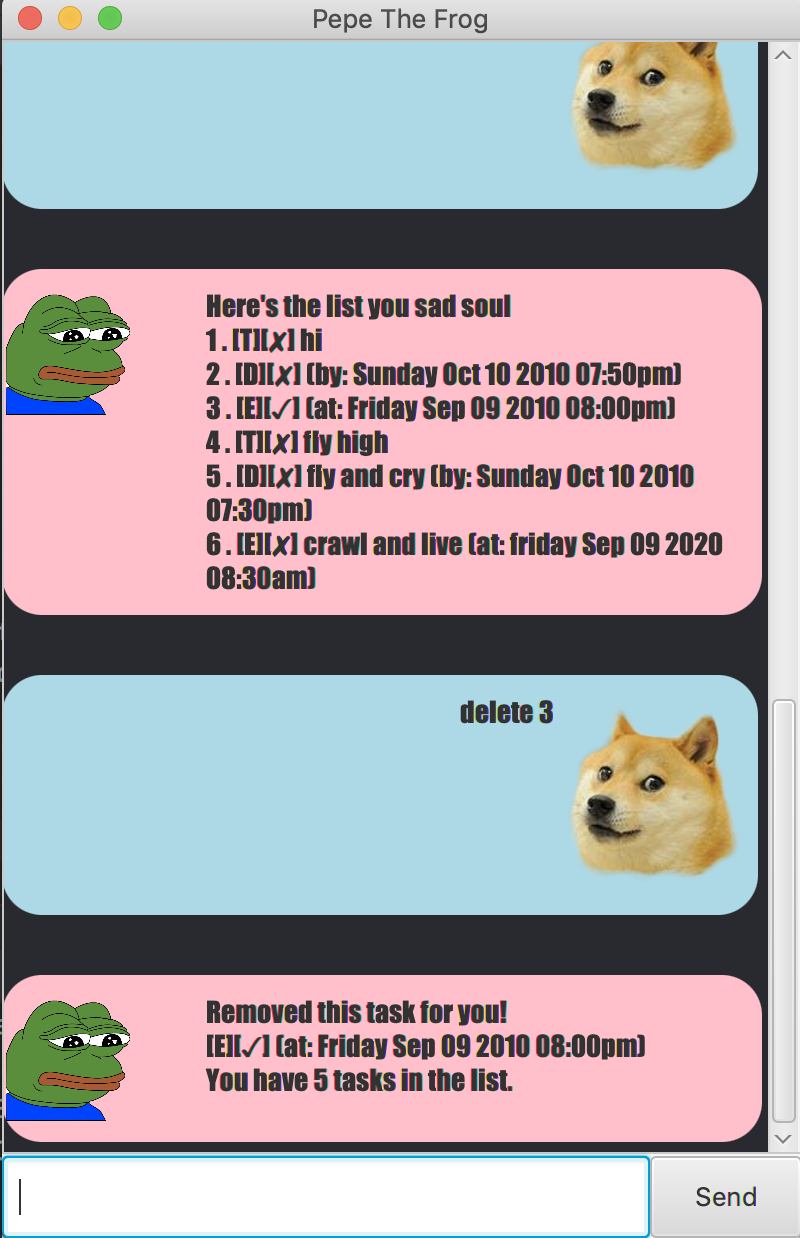 Pepe The Frog
Here's the list you sad soul
1 . [T][✗] hi
2 . [D][✗] (by: Sunday Oct 10 2010 07:50pm)
3 . [E][✓] (at: Friday Sep 09 2010 08:00pm)
4 . [T][✗] fly high
5 . [D][✗] fly and cry (by: Sunday Oct 10 2010
07:30pm)
6 . [E][✗] crawl and live (at: friday Sep 09 2020
08:30am)
delete 3
Removed this task for you!
[E][✓] (at: Friday Sep 09 2010 08:00pm)
You have 5 tasks in the list.
Send